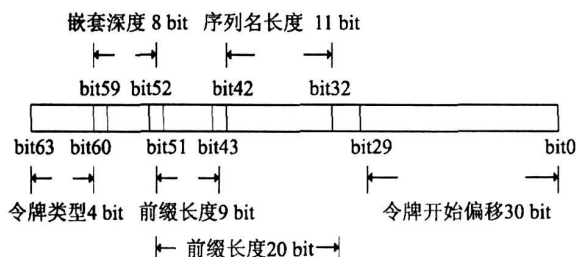 嵌套深度 8 bit 序列名长度 11 bit
bit59 bit52 bit42 bit32
bit63 bit60 bit51 bit43 bit29 bit0
令牌类型4 bit 前缀长度9 bit 令牌开始偏移30 bit
前缀长度20 bit